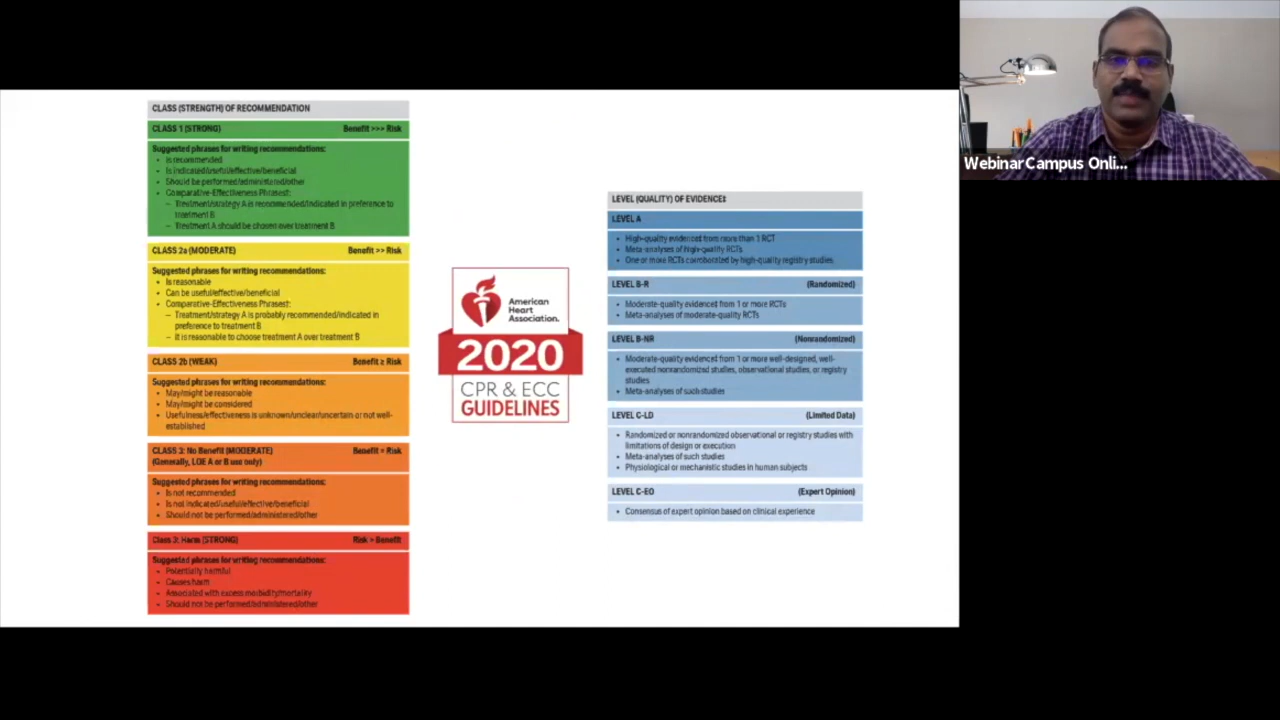 CLASS (STRENGTH) OF RECOMMENDATION
CLASS 1 (STRONG) Benefit >>> Risk
Suggested phrases for writing recommendations:
• Is recommended
• Is indicated/useful/effective/beneficial
• Should be performed/administered/other
• Comparative-Effectiveness Phrases†:
– Treatment/strategy A is recommended/indicated in preference to
treatment B
– Treatment A should be chosen over treatment B
CLASS 2a (MODERATE) Benefit >> Risk
Suggested phrases for writing recommendations:
• Is reasonable
• Can be useful/effective/beneficial
• Comparative-Effectiveness Phrases†:
– Treatment/strategy A is probably recommended/indicated in
preference to treatment B
– It is reasonable to choose treatment A over treatment B
CLASS 2b (WEAK) Benefit ≥ Risk
Suggested phrases for writing recommendations:
• May/might be reasonable
• May/might be considered
• Usefulness/effectiveness is unknown/unclear/uncertain or not well-
established
CLASS 3: No Benefit (MODERATE) Benefit = Risk
(Generally, LOE A or B use only)
Suggested phrases for writing recommendations:
• Is not recommended
• Is not indicated/useful/effective/beneficial
• Should not be performed/administered/other
Class 3: Harm (STRONG) Risk > Benefit
Suggested phrases for writing recommendations:
• Potentially harmful
• Causes harm
• Associated with excess morbidity/mortality
• Should not be performed/administered/other
American
Heart
Association.
2020
CPR & ECC
GUIDELINES
LEVEL (QUALITY) OF EVIDENCE‡
LEVEL A
• High-quality evidence‡ from more than 1 RCT
• Meta-analyses of high-quality RCTs
• One or more RCTs corroborated by high-quality registry studies
LEVEL B-R (Randomized)
• Moderate-quality evidence‡ from 1 or more RCTs
• Meta-analyses of moderate-quality RCTs
LEVEL B-NR (Nonrandomized)
• Moderate-quality evidence‡ from 1 or more well-designed, well-
executed nonrandomized studies, observational studies, or registry
studies
• Meta-analyses of such studies
LEVEL C-LD (Limited Data)
• Randomized or nonrandomized observational or registry studies with
limitations of design or execution
• Meta-analyses of such studies
• Physiological or mechanistic studies in human subjects
LEVEL C-EO (Expert Opinion)
• Consensus of expert opinion based on clinical experience
WebinarCampus Onli...